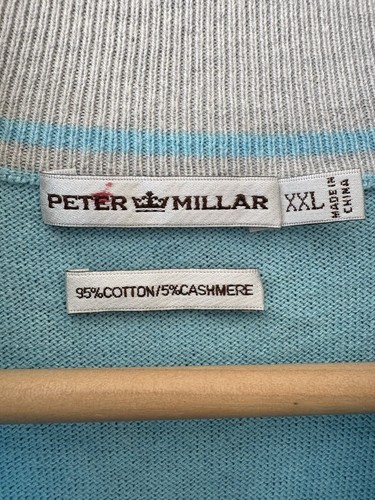 PETER MILLAR
XXL
MADE IN
CHINA
95%COTTON/5%CASHMERE